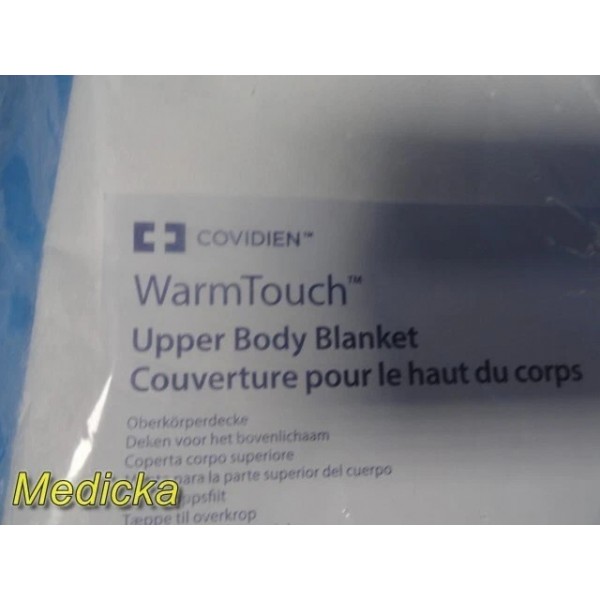 COVIDIEN™
WarmTouch™
Upper Body Blanket
Couverture pour le haut du corps
Oberkörperdecke
Deken voor het bovenlichaam
Coperta corpo superiore
para la parte superior del cuerpo
Tæppe til overkrop
Medicka